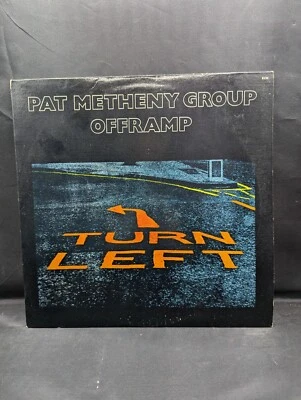 PAT METHENY GROUP
OFFRAMP
TURN
LEFT